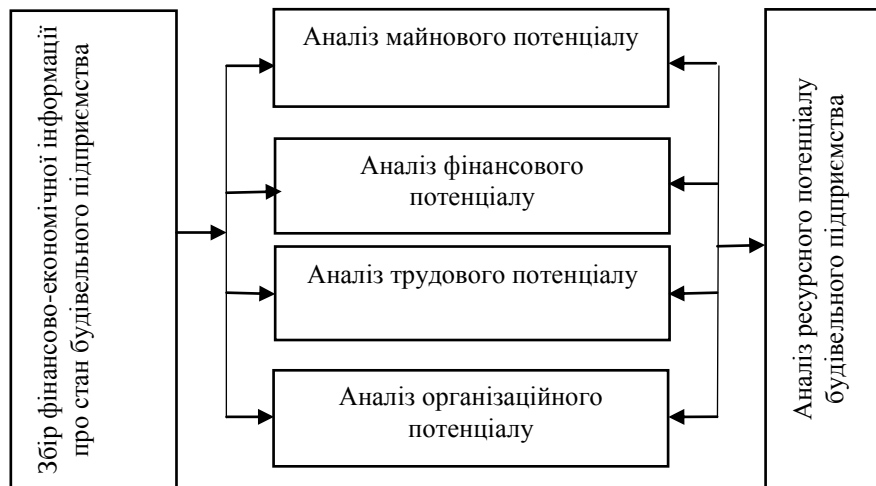 Збір фінансово-економічної інформації
про стан будівельного підприємства
Аналіз майнового потенціалу
Аналіз фінансового
потенціалу
Аналіз трудового потенціалу
Аналіз організаційного
потенціалу
Аналіз ресурсного потенціалу
будівельного підприємства